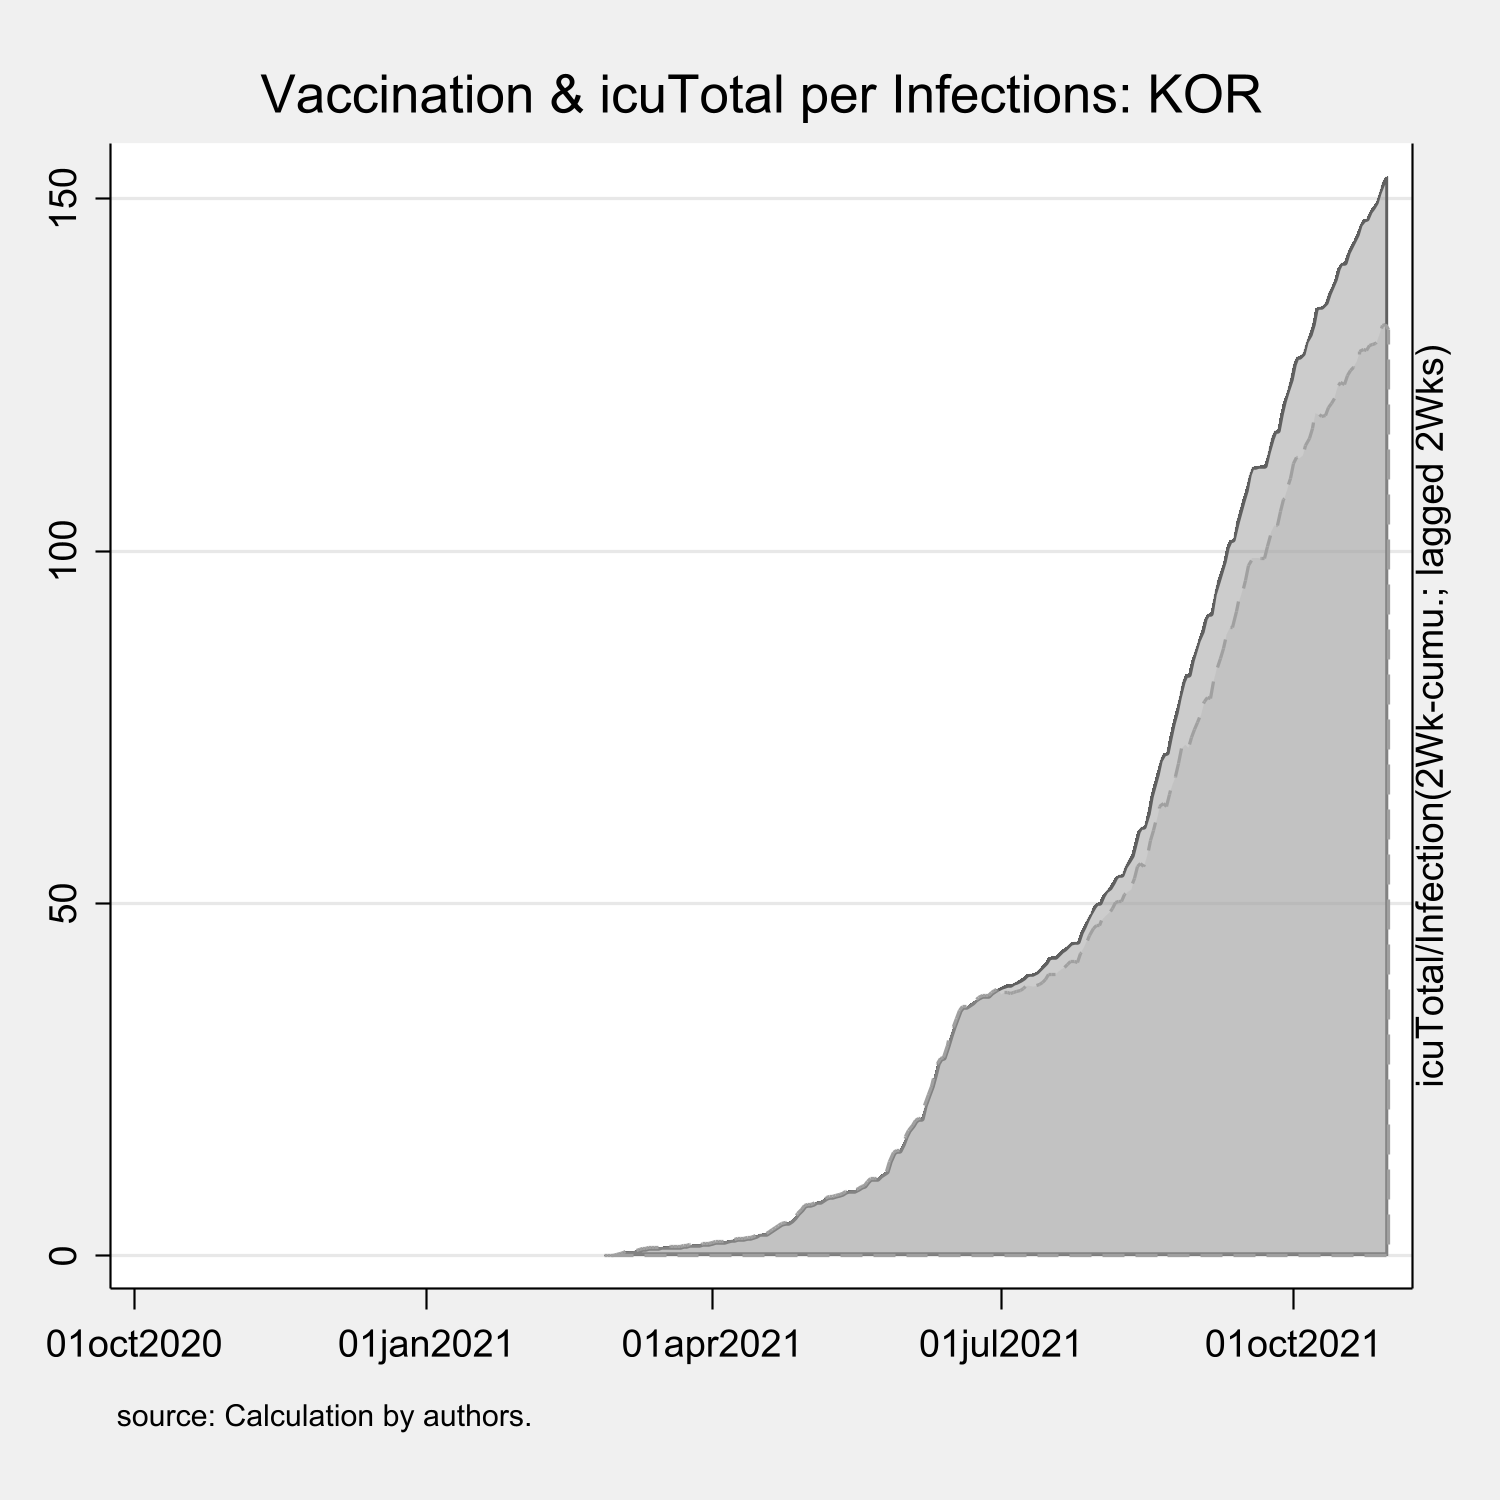 Vaccination & icuTotal per Infections: KOR
150
100
50
0
icuTotal/Infection(2Wk-cumu.; lagged 2Wks)
01oct2020 01jan2021 01apr2021 01jul2021 01oct2021
source: Calculation by authors.